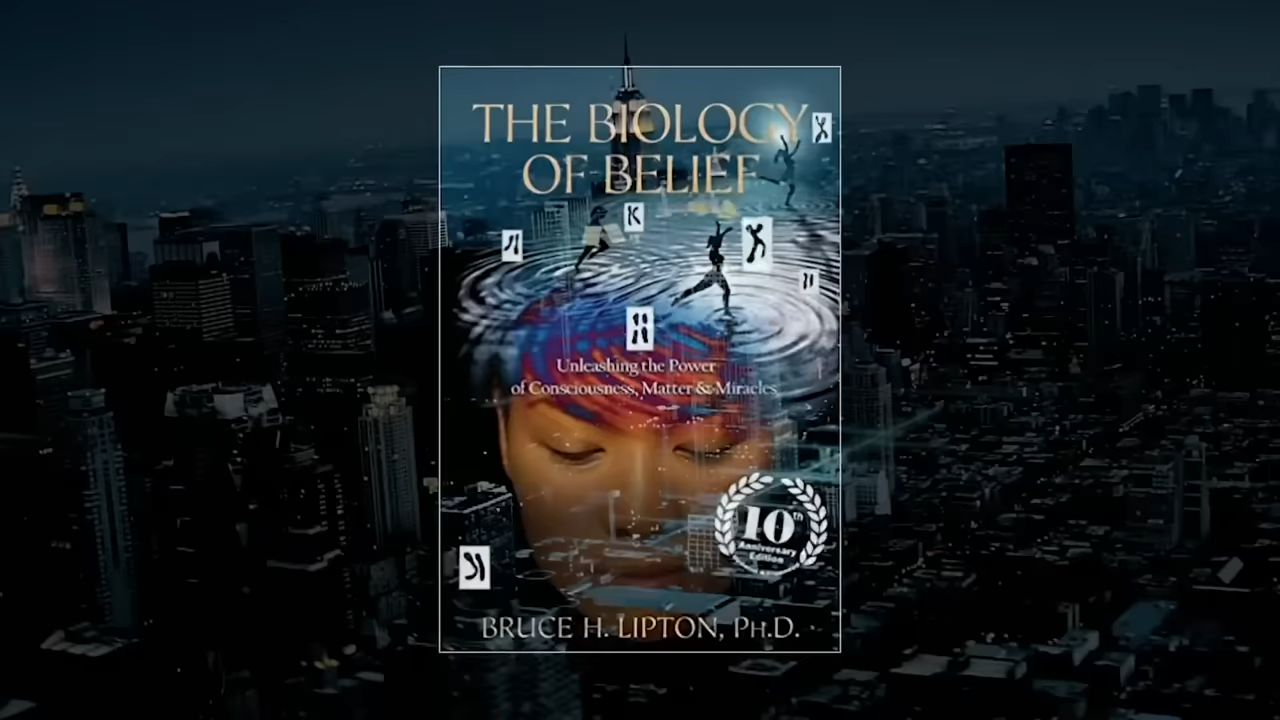 THE BIOLOGY
OF BELIEF
Unleashing the Power
of Consciousness, Matter & Miracles
10th
Anniversary
Edition
BRUCE H. LIPTON, PH.D.